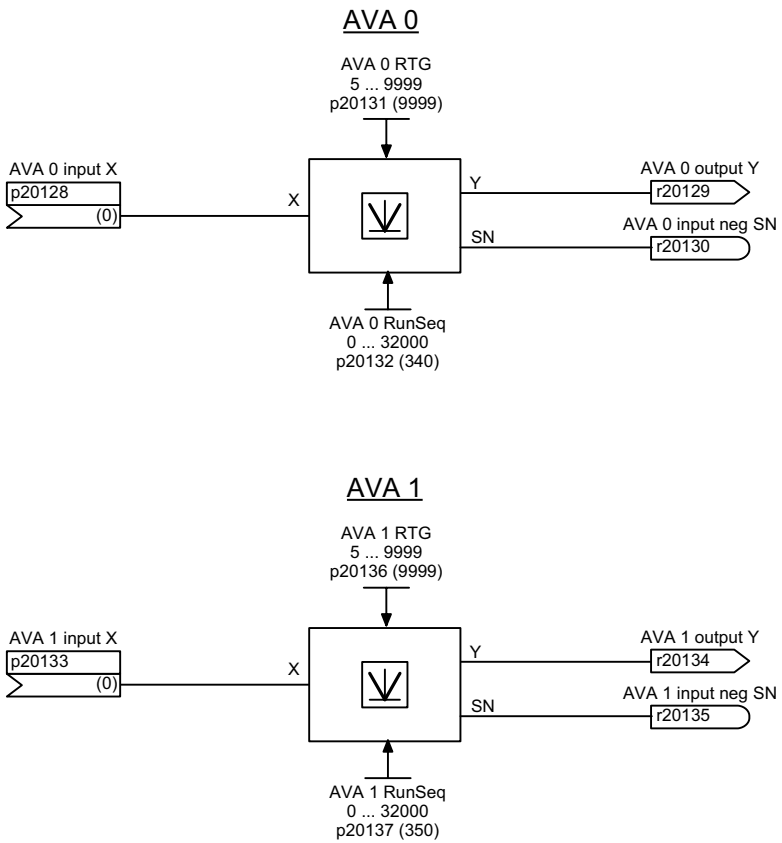 AVA 0
AVA 0 RTG
5 ... 9999
p20131 (9999)
AVA 0 input X
p20128
(0)
X
Y
SN
AVA 0 output Y
r20129
AVA 0 input neg SN
r20130
AVA 0 RunSeq
0 ... 32000
p20132 (340)
AVA 1
AVA 1 RTG
5 ... 9999
p20136 (9999)
AVA 1 input X
p20133
(0)
X
Y
SN
AVA 1 output Y
r20134
AVA 1 input neg SN
r20135
AVA 1 RunSeq
0 ... 32000
p20137 (350)